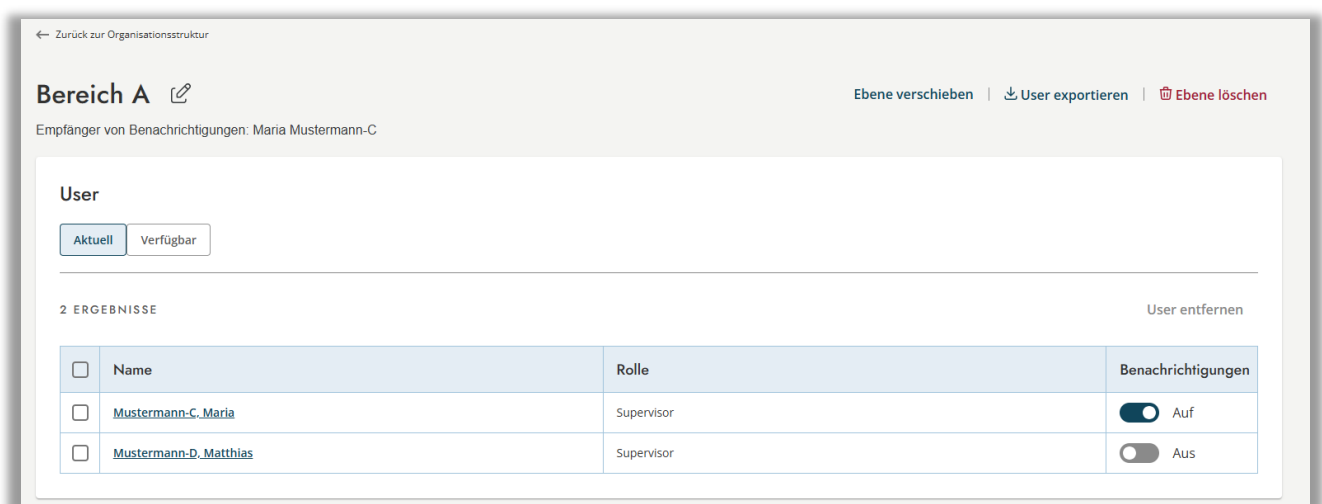 Zurück zur Organisationsstruktur
Bereich A
Ebene verschieben | User exportieren | Ebene löschen
Empfänger von Benachrichtigungen: Maria Mustermann-C
User
Aktuell Verfügbar
2 ERGEBNISSE User entfernen
Name Rolle Benachrichtigungen
Mustermann-C, Maria Supervisor Auf
Mustermann-D, Matthias Supervisor Aus